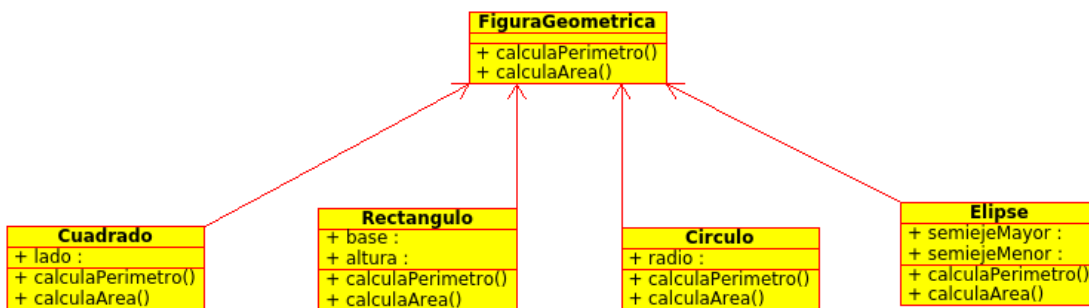 FiguraGeometrica
+ calculaPerimetro()
+ calculaArea()
Cuadrado
+ lado :
+ calculaPerimetro()
+ calculaArea()
Rectangulo
+ base :
+ altura :
+ calculaPerimetro()
+ calculaArea()
Circulo
+ radio :
+ calculaPerimetro()
+ calculaArea()
Elipse
+ semiejeMayor :
+ semiejeMenor :
+ calculaPerimetro()
+ calculaArea()